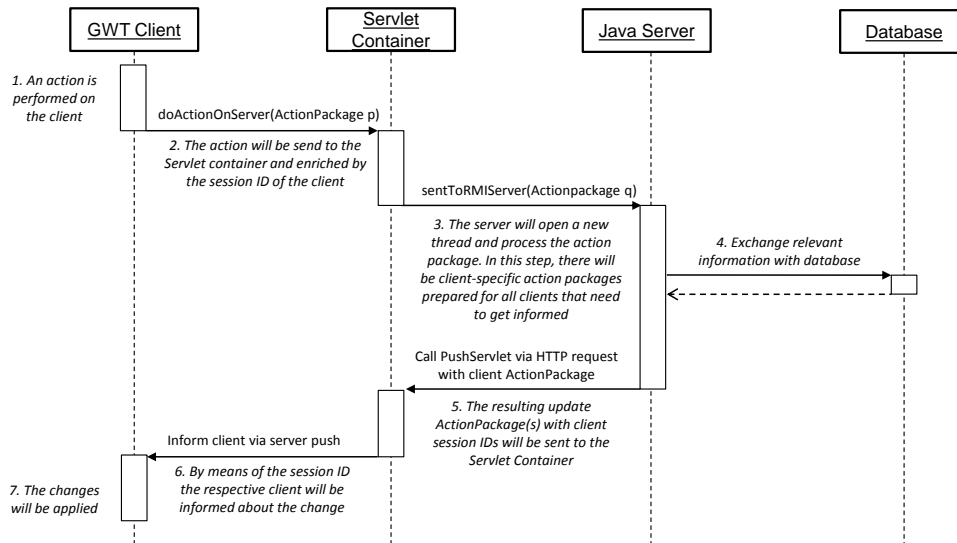 GWT Client
Servlet
Container
Java Server
Database
1. An action is
performed on
the client
doActionOnServer(ActionPackage p)
2. The action will be send to the
Servlet container and enriched by
the session ID of the client
sentToRMIServer(Actionpackage q)
3. The server will open a new
thread and process the action
package. In this step, there will
be client-specific action packages
prepared for all clients that need
to get informed
4. Exchange relevant
information with database
Call PushServlet via HTTP request
with client ActionPackage
5. The resulting update
ActionPackage(s) with client
session IDs will be sent to the
Servlet Container
Inform client via server push
6. By means of the session ID
the respective client will be
informed about the change
7. The changes
will be applied